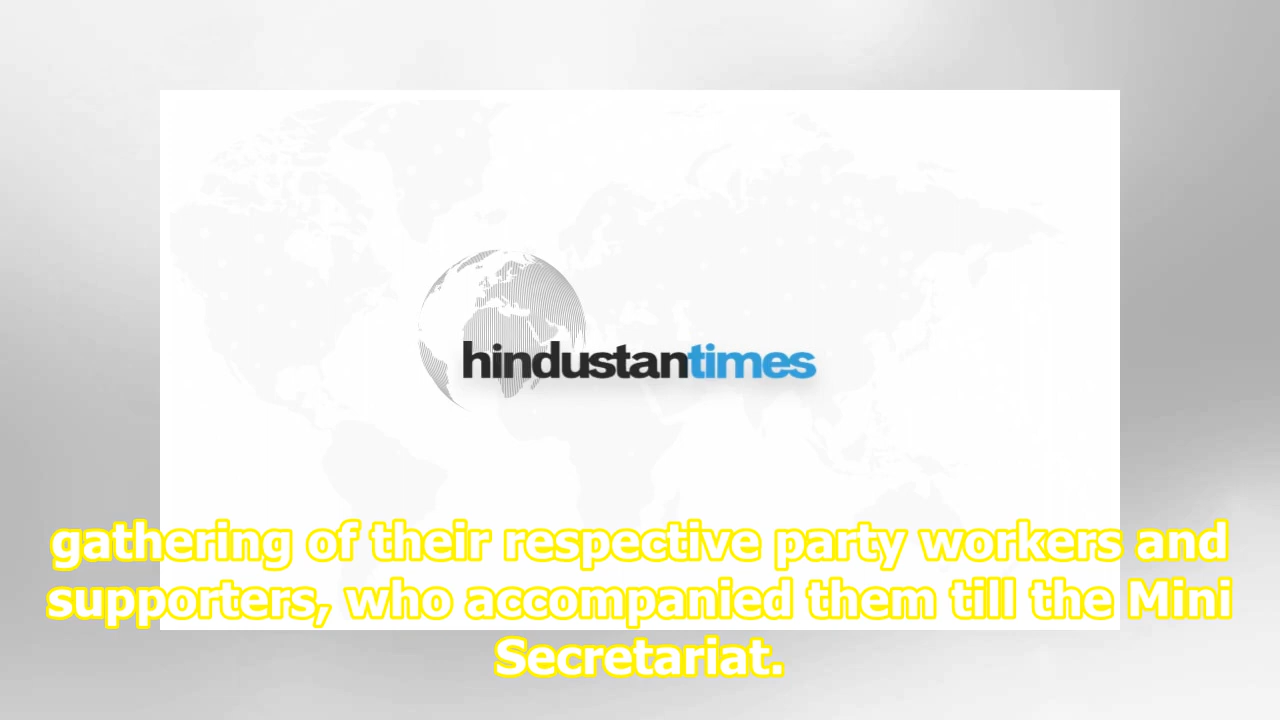 hindustantimes
gathering of their respective party workers and
supporters, who accompanied them till the Mini
Secretariat.